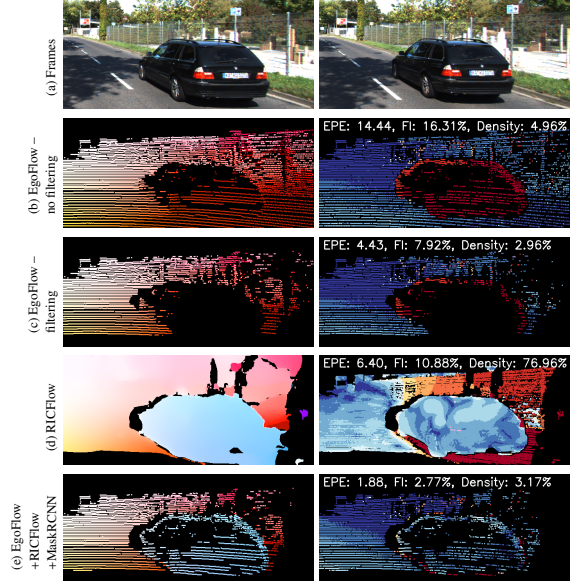 (a) Frames
(b) EgoFlow –
no filtering
EPE: 14.44, Fl: 16.31%, Density: 4.96%
(c) EgoFlow –
filtering
EPE: 4.43, Fl: 7.92%, Density: 2.96%
(d) RICFlow
EPE: 6.40, Fl: 10.88%, Density: 76.96%
(e) EgoFlow
+RICFlow
+MaskRCNN
EPE: 1.88, Fl: 2.77%, Density: 3.17%